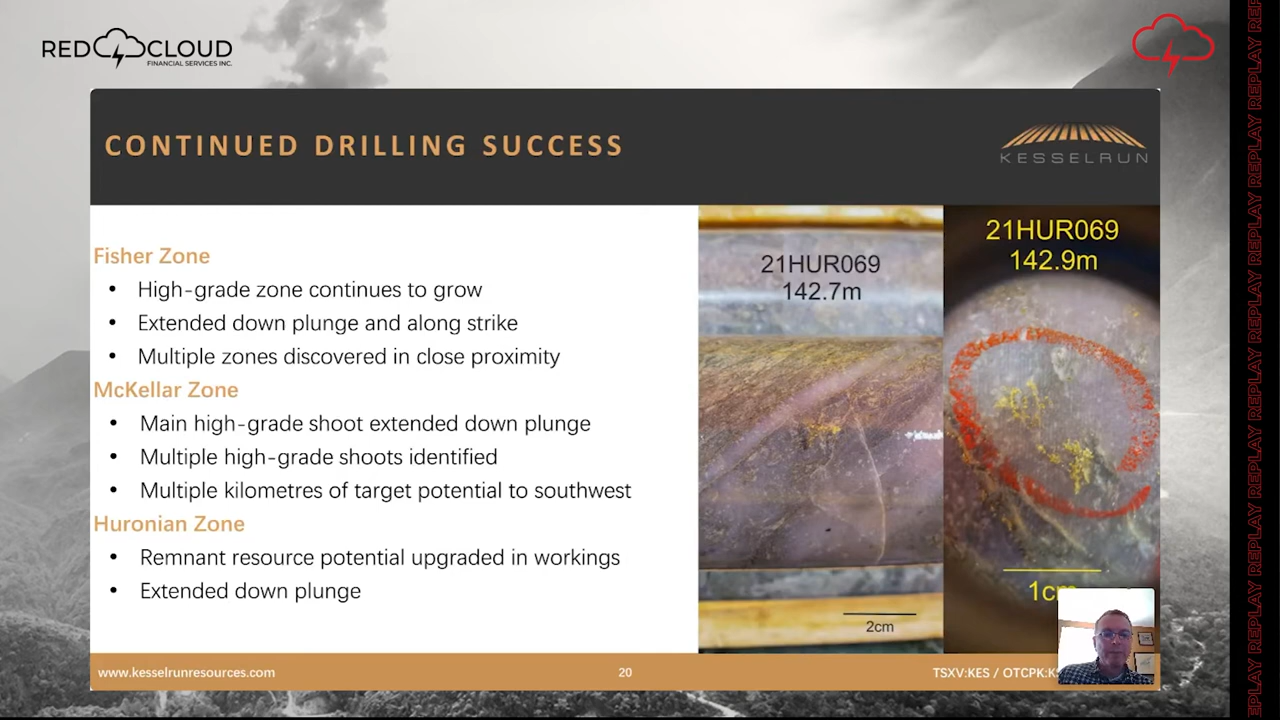 RED CLOUD
FINANCIAL SERVICES INC.
CONTINUED DRILLING SUCCESS
KESSELRUN
Fisher Zone
• High-grade zone continues to grow
• Extended down plunge and along strike
• Multiple zones discovered in close proximity
McKellar Zone
• Main high-grade shoot extended down plunge
• Multiple high-grade shoots identified
• Multiple kilometres of target potential to southwest
Huronian Zone
• Remnant resource potential upgraded in workings
• Extended down plunge
21HUR069
142.7m
2cm
21HUR069
142.9m
1cm
www.kesselrunresources.com
20
TSXV:KES / OTCPK:K
REPLAY REPLAY REPLAY REPLAY REPLAY REPLAY REPLAY